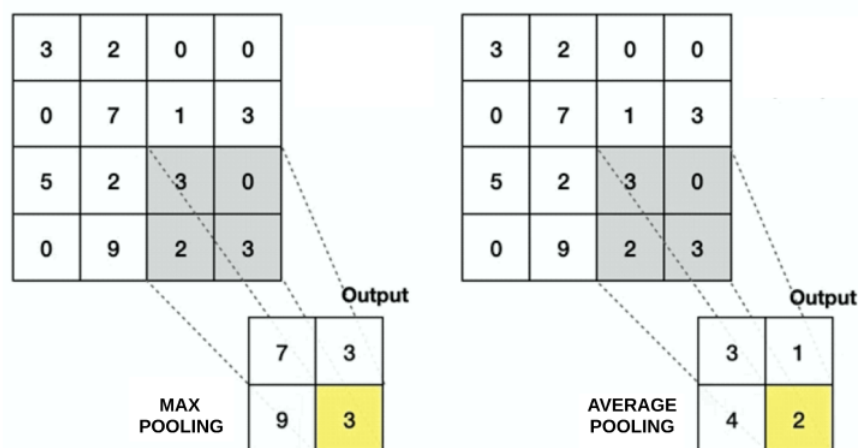 3 2 0 0
0 7 1 3
5 2 3 0
0 9 2 3
Output
7 3
9 3
MAX
POOLING
3 2 0 0
0 7 1 3
5 2 3 0
0 9 2 3
Output
3 1
4 2
AVERAGE
POOLING